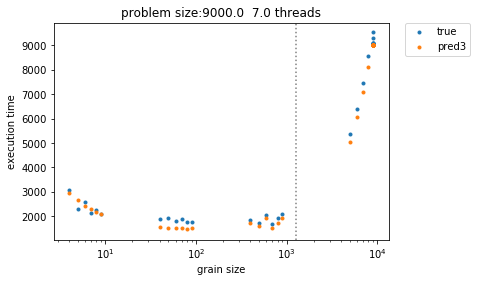 problem size:9000.0  7.0 threads
true
pred3
execution time
9000
8000
7000
6000
5000
4000
3000
2000
10¹ 10² 10³ 10⁴
grain size